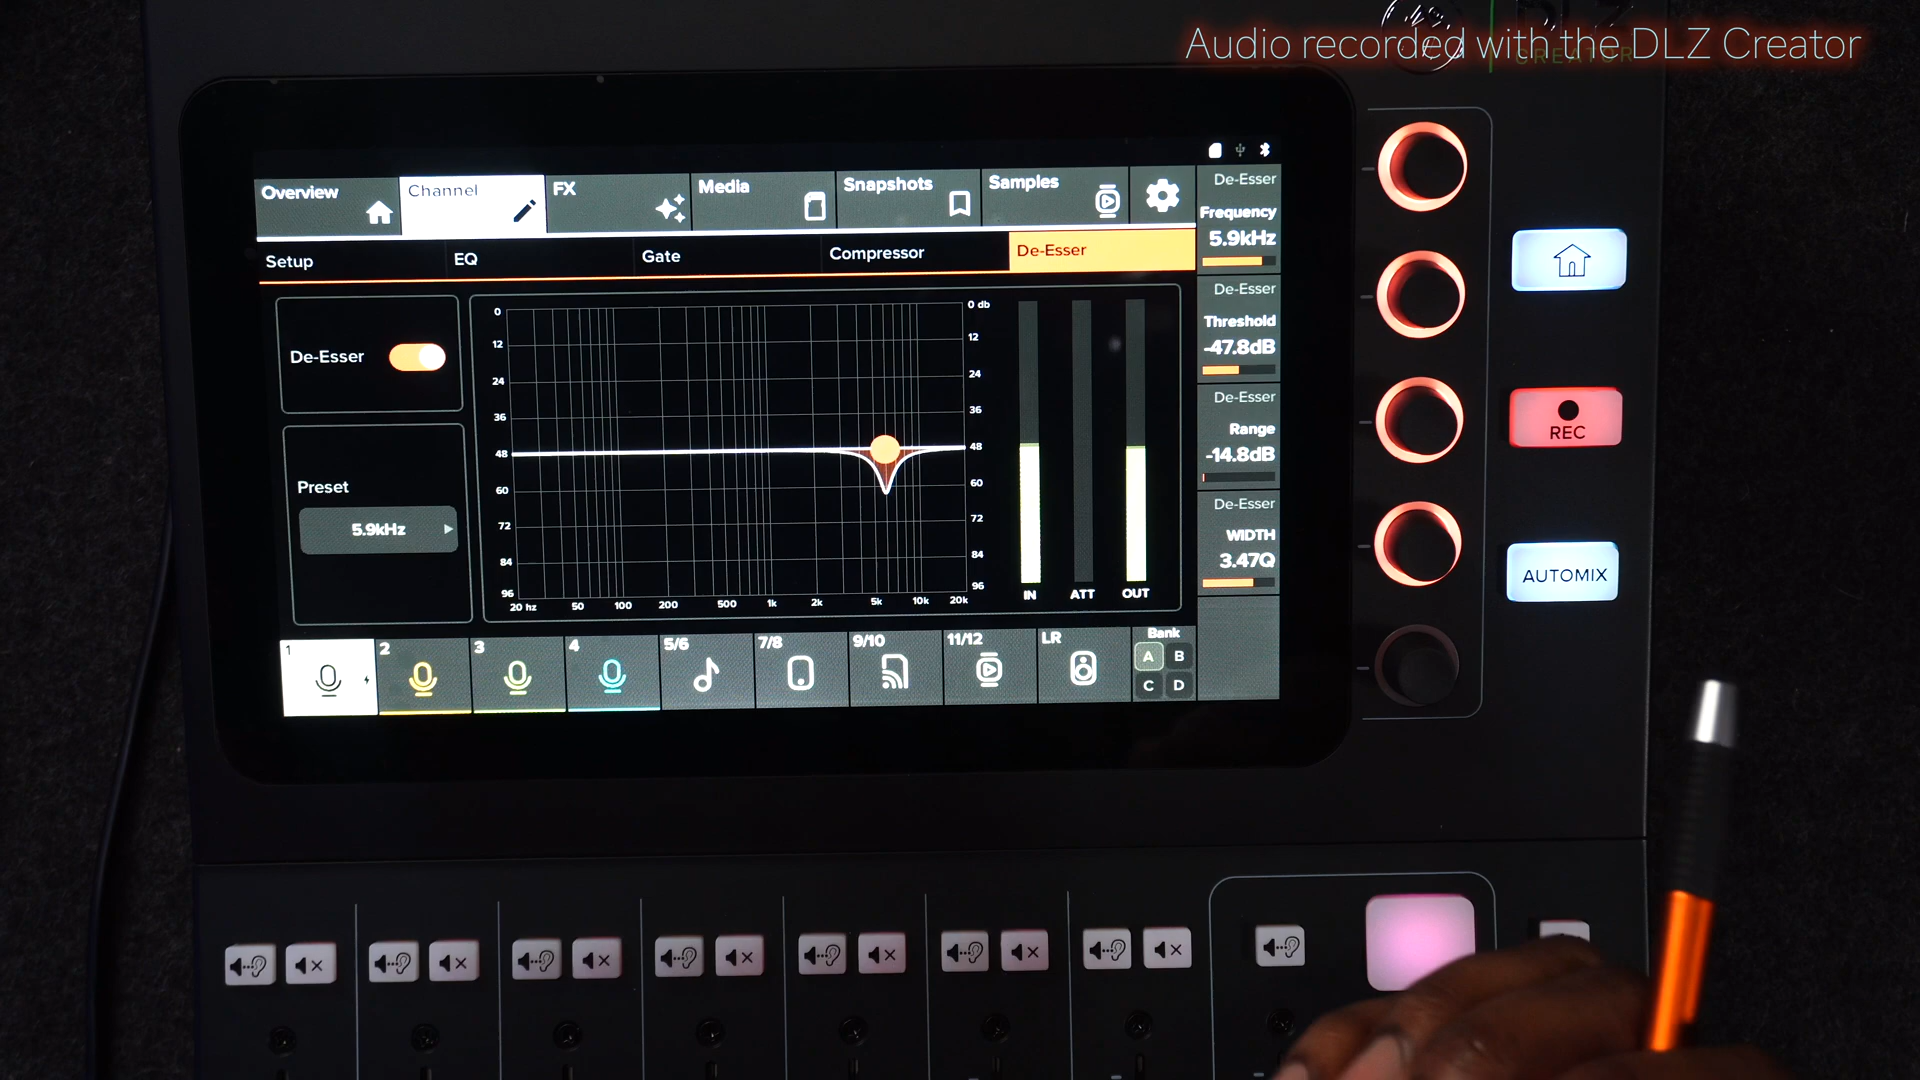 Audio recorded with the DLZ Creator
DLZ
CREATOR
Overview
Channel
FX
Media
Snapshots
Samples
Setup
EQ
Gate
Compressor
De-Esser
De-Esser
Frequency
5.9kHz
De-Esser
Threshold
-47.8dB
De-Esser
Range
-14.8dB
De-Esser
WIDTH
3.47Q
De-Esser
Preset
5.9kHz
0
12
24
36
48
60
72
84
96
0 db
12
24
36
48
60
72
84
96
20 hz 50 100 200 500 1k 2k 5k 10k 20k
IN ATT OUT
1
2
3
4
5/6
7/8
9/10
11/12
LR
Bank
A B
C D
REC
AUTOMIX